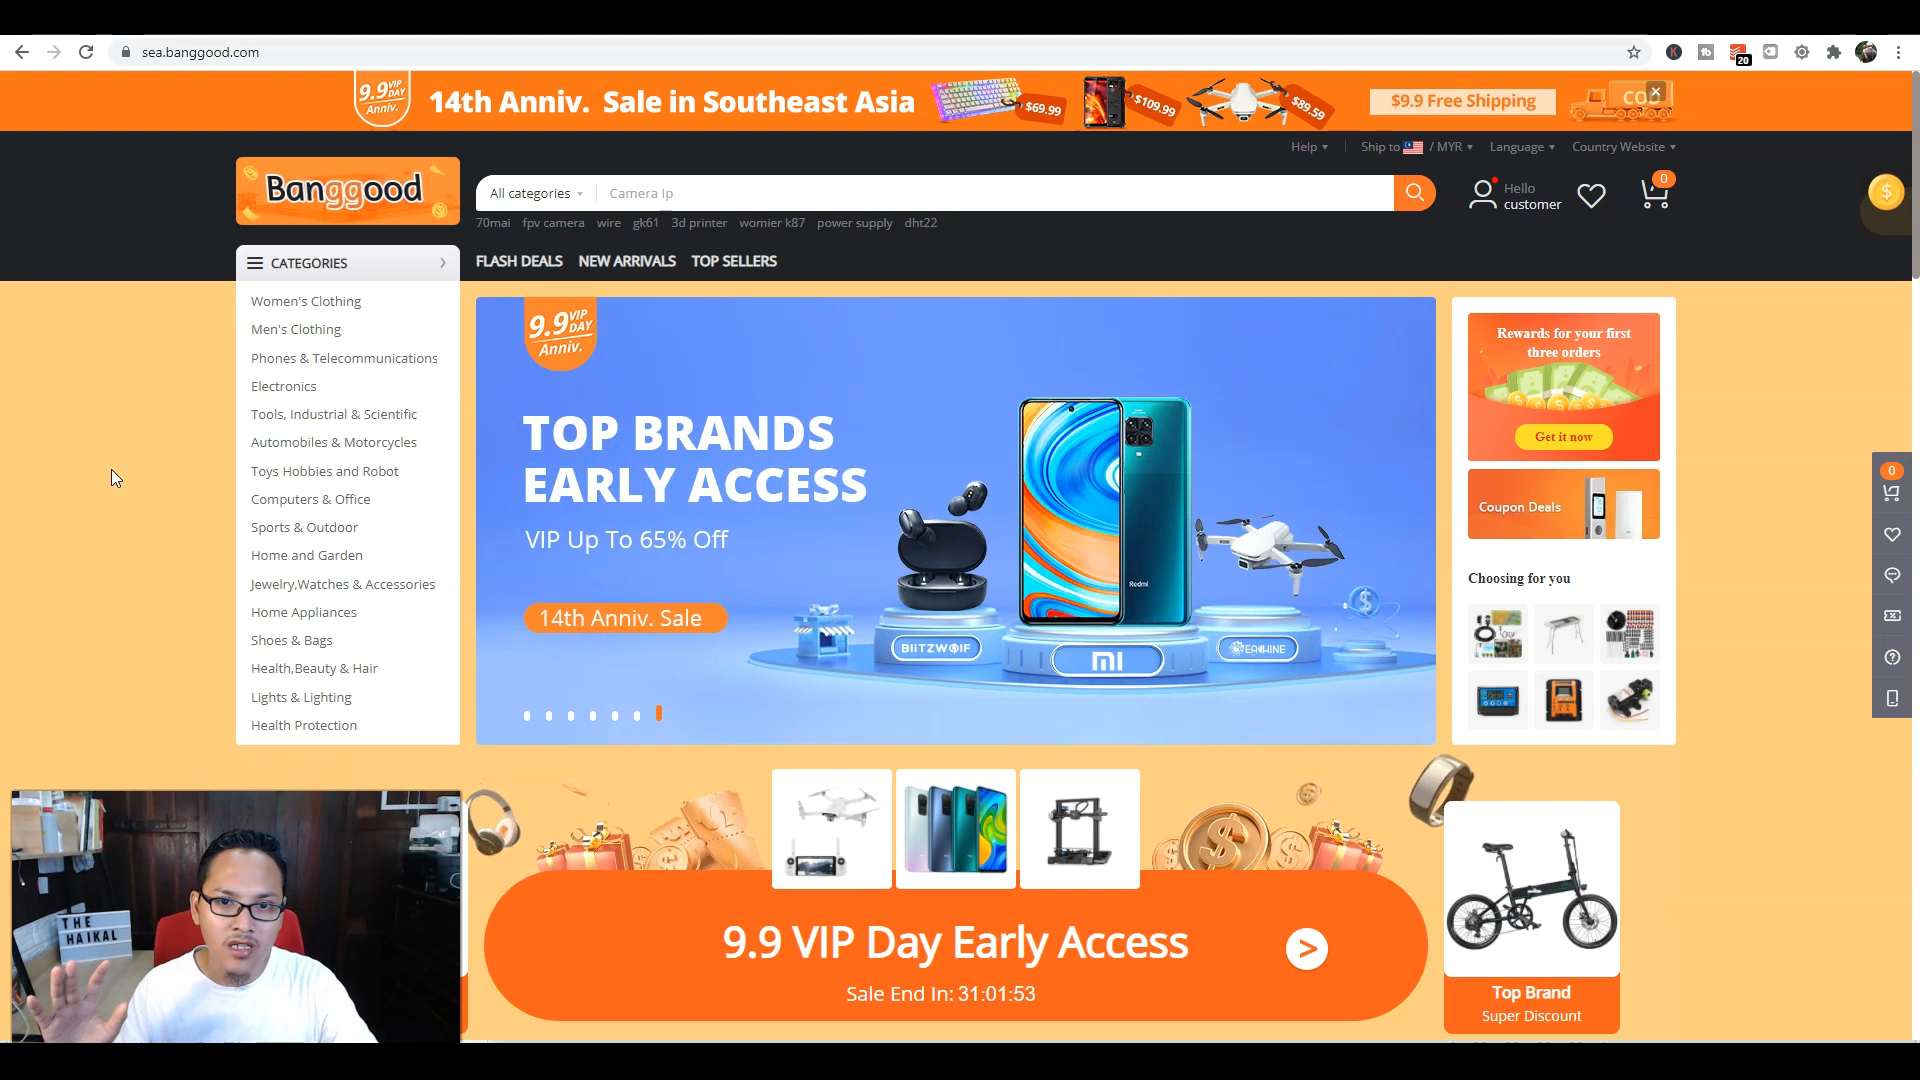 sea.banggood.com
20
9.9 VIP DAY
Anniv.
14th Anniv. Sale in Southeast Asia
$69.99
$109.99
$89.59
$9.9 Free Shipping
Help
Ship to / MYR
Language
Country Website
Banggood
All categories
Camera Ip
Hello
customer
0
70mai fpv camera wire gk61 3d printer womier k87 power supply dht22
CATEGORIES
FLASH DEALS NEW ARRIVALS TOP SELLERS
Women's Clothing
Men's Clothing
Phones & Telecommunications
Electronics
Tools, Industrial & Scientific
Automobiles & Motorcycles
Toys Hobbies and Robot
Computers & Office
Sports & Outdoor
Home and Garden
Jewelry,Watches & Accessories
Home Appliances
Shoes & Bags
Health,Beauty & Hair
Lights & Lighting
Health Protection
9.9 VIP DAY
Anniv.
TOP BRANDS
EARLY ACCESS
VIP Up To 65% Off
14th Anniv. Sale
Redmi
BlitzWolf
mi
EACHINE
Rewards for your first
three orders
Get it now
Coupon Deals
Choosing for you
0
9.9 VIP Day Early Access
Sale End In: 31:01:53
Top Brand
Super Discount
THE
HAIKAL